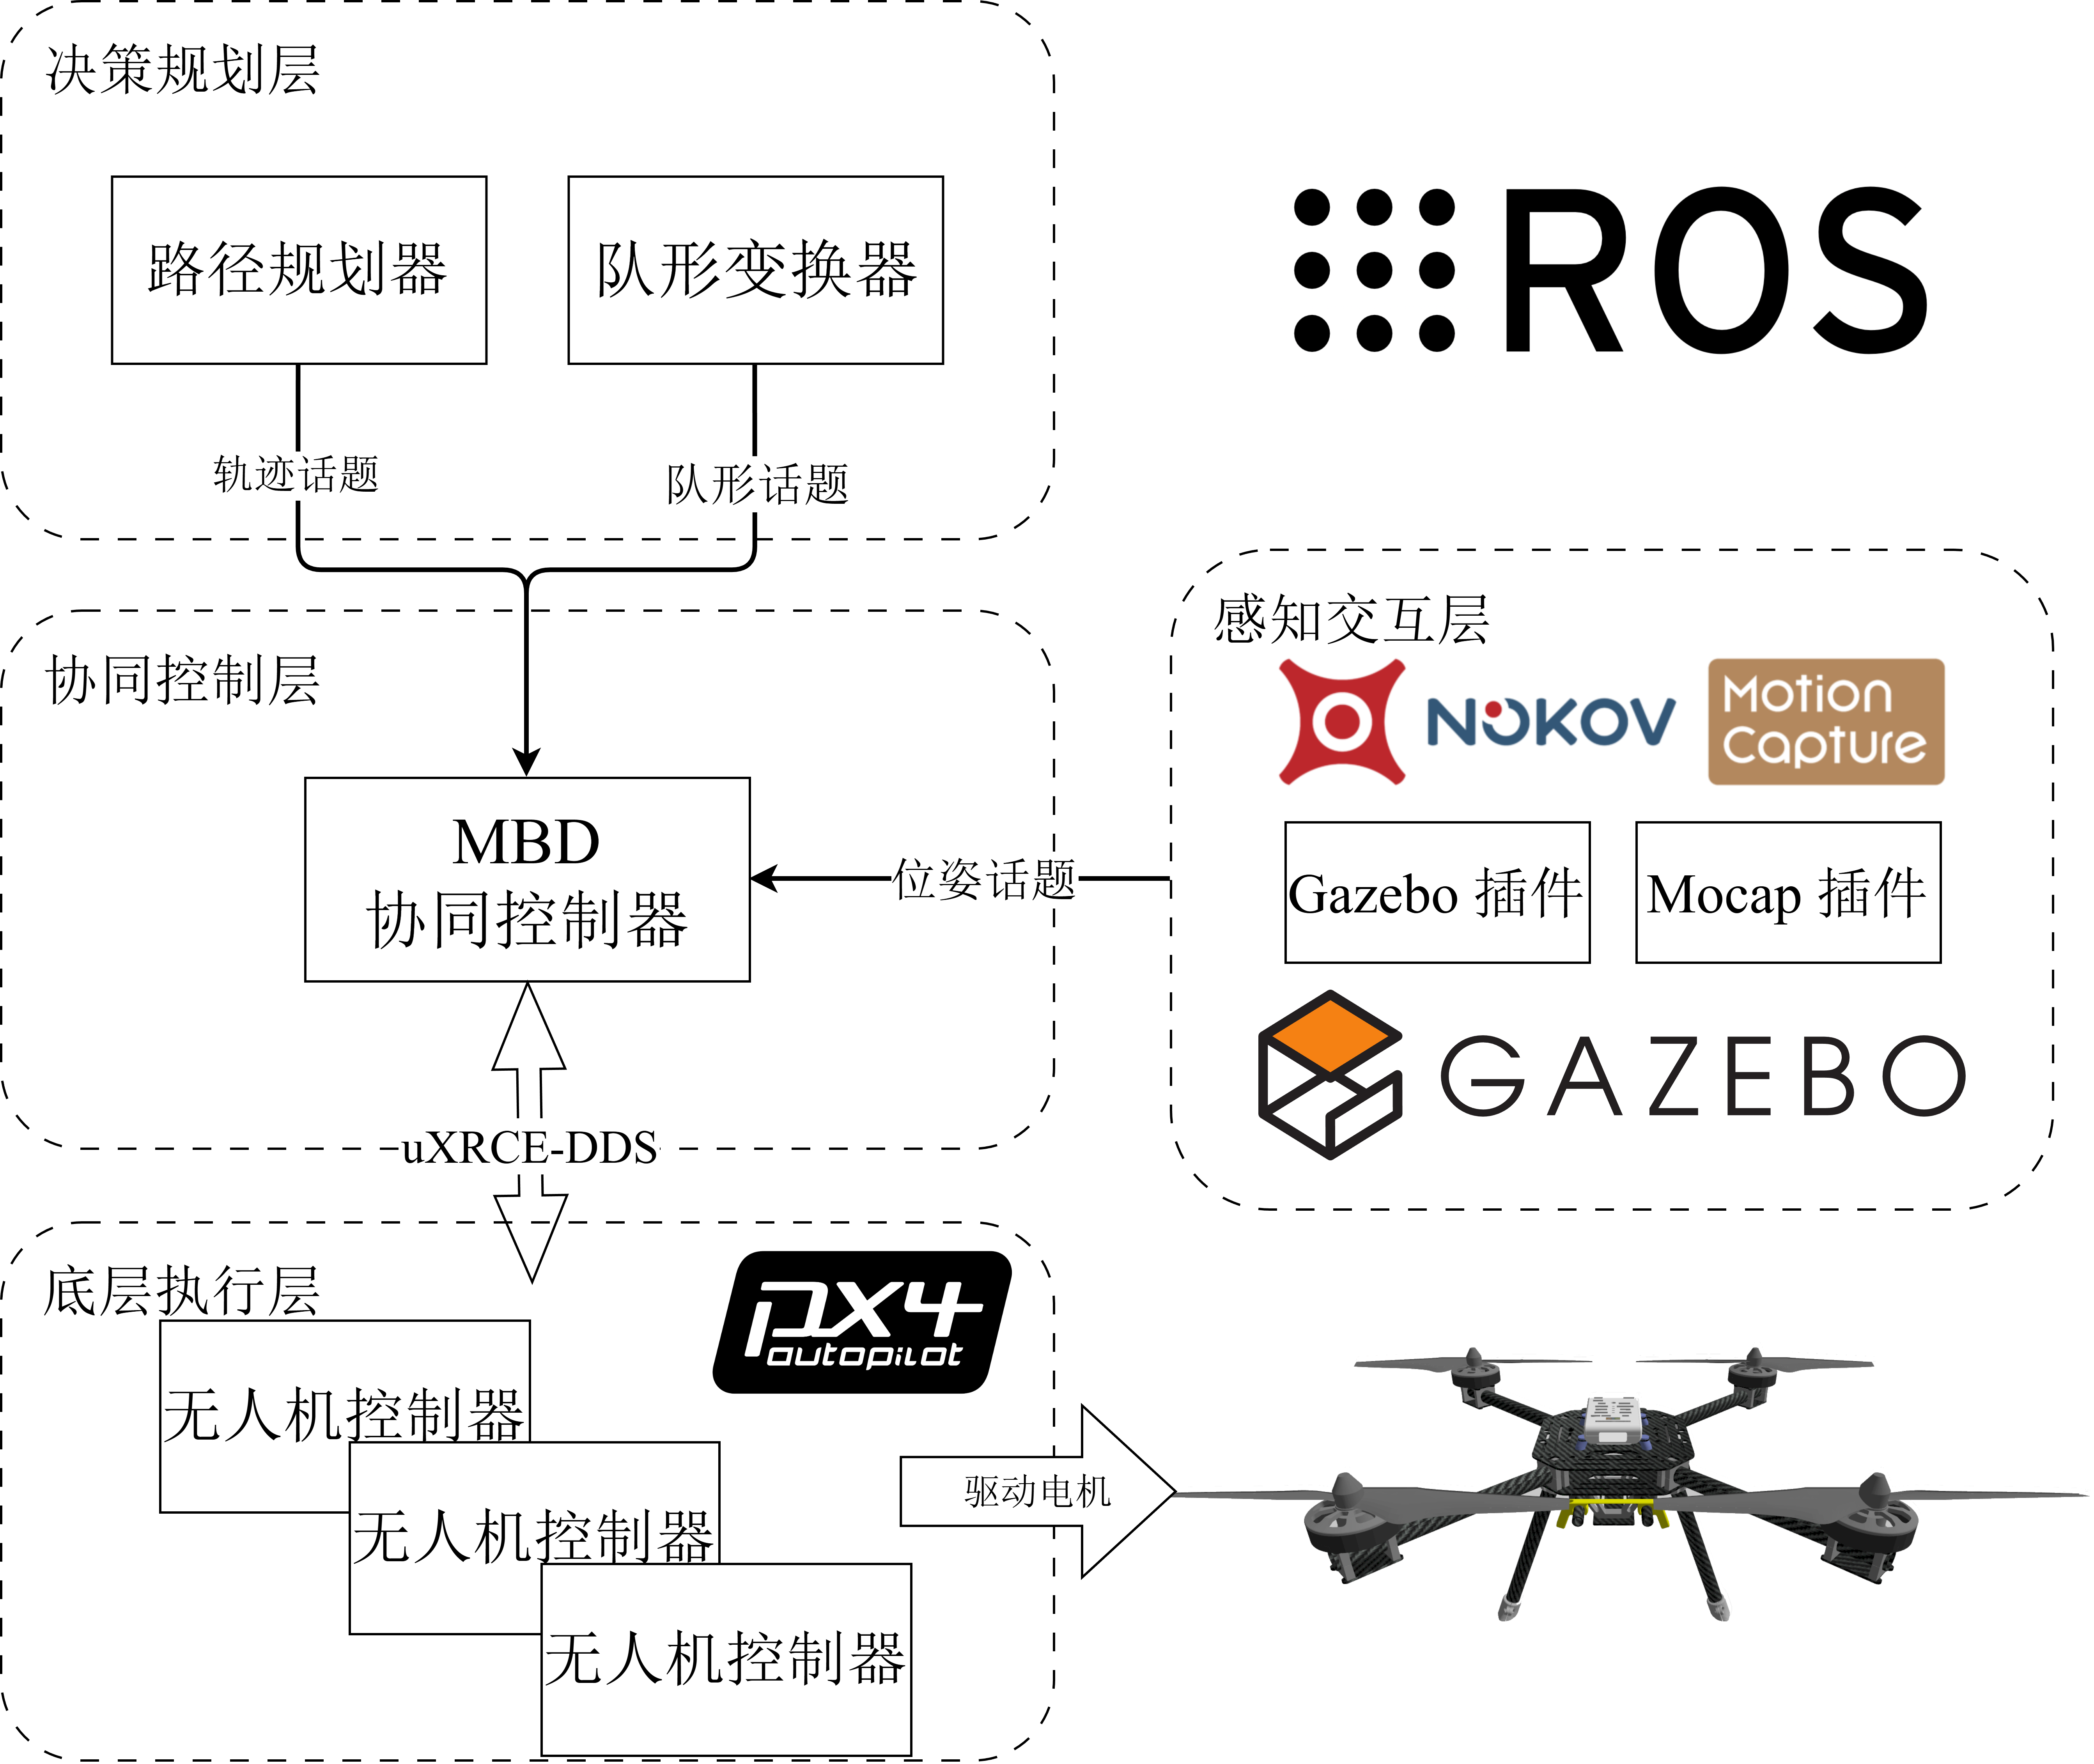 决策规划层
路径规划器
队形变换器
ROS
轨迹话题
队形话题
协同控制层
MBD
协同控制器
位姿话题
感知交互层
NOKOV
Motion
Capture
Gazebo 插件
Mocap 插件
GAZEBO
uXRCE-DDS
底层执行层
px4
autopilot
无人机控制器
无人机控制器
无人机控制器
驱动电机